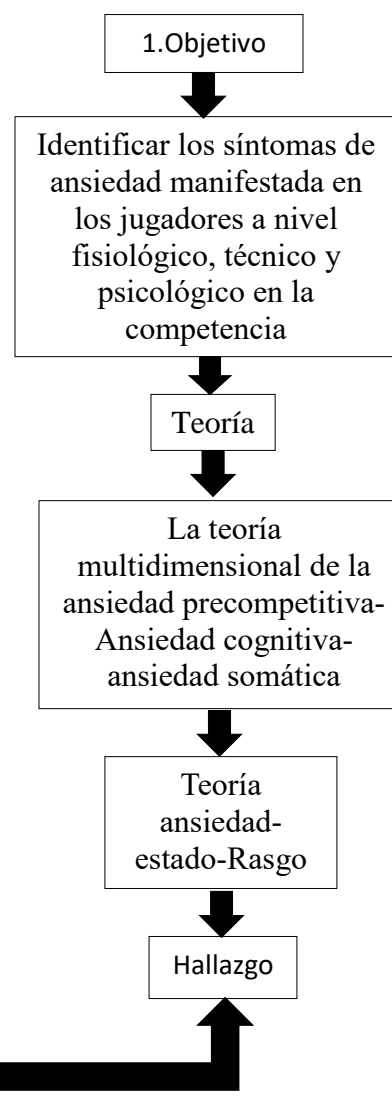 1.Objetivo
Identificar los síntomas de
ansiedad manifestada en
los jugadores a nivel
fisiológico, técnico y
psicológico en la
competencia
Teoría
La teoría
multidimensional de la
ansiedad precompetitiva-
Ansiedad cognitiva-
ansiedad somática
Teoría
ansiedad-
estado-Rasgo
Hallazgo